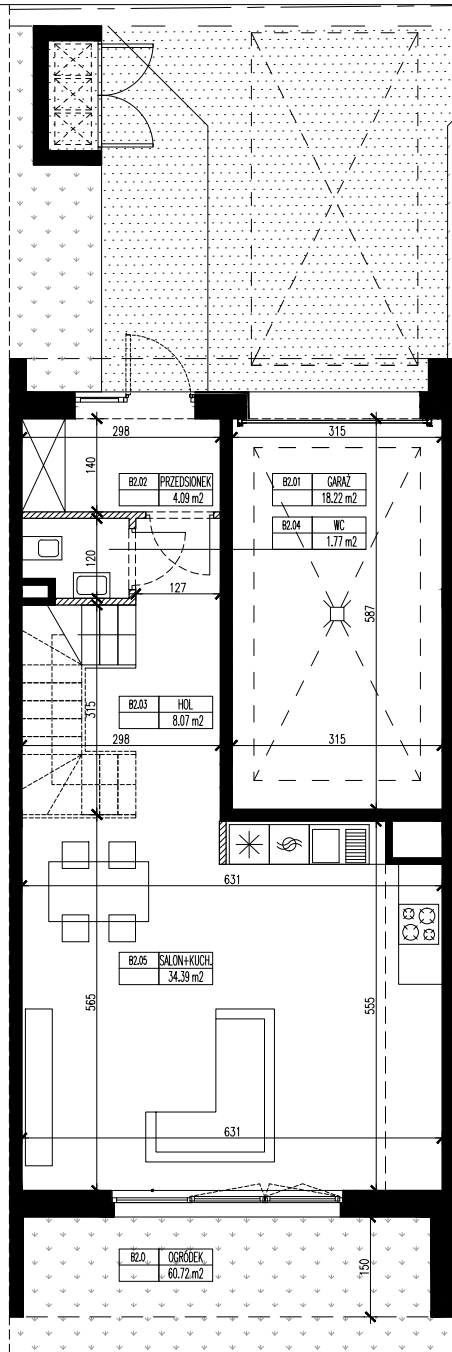 298
315
140
B2.02 PRZEDSIONEK
4.09 m2
B2.01 GARAŻ
18.22 m2
B2.04 WC
1.77 m2
120
127
587
315
B2.03 HOL
8.07 m2
298
315
631
B2.05 SALON+KUCH.
34.39 m2
565
555
631
B2.0 OGRÓDEK
60.72 m2
150